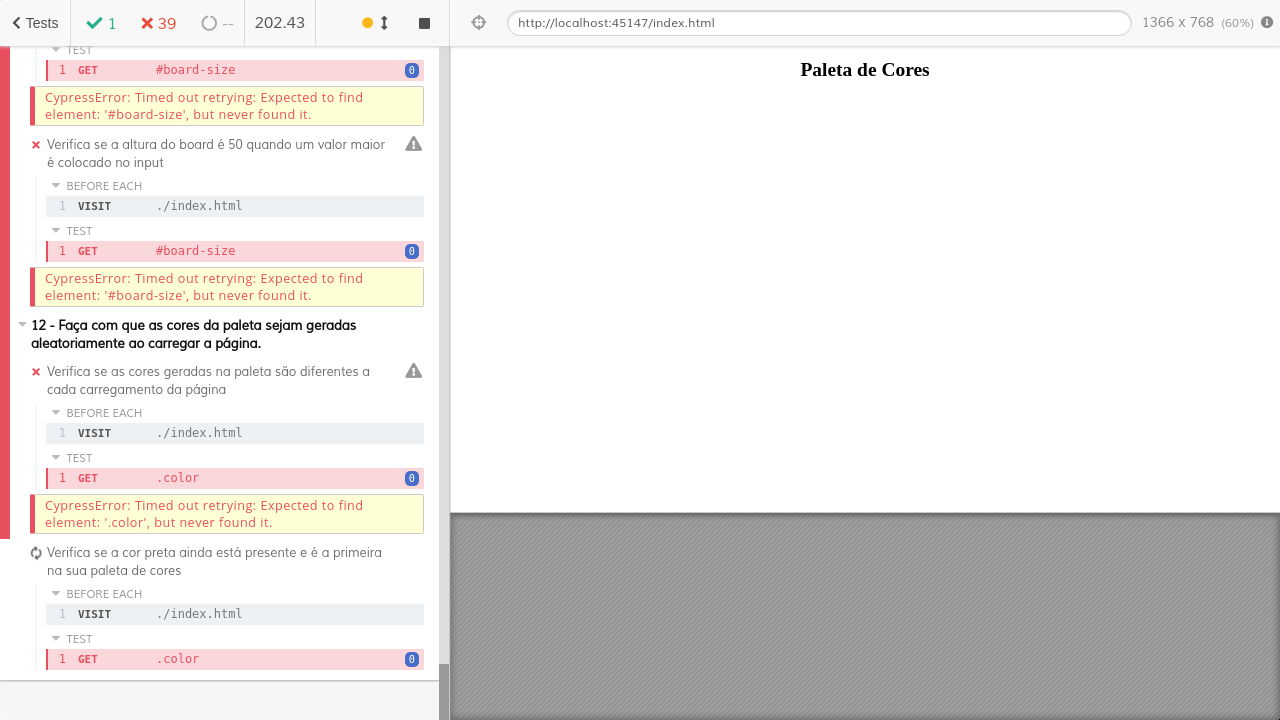 Tests
1
39
--
202.43
http://localhost:45147/index.html
1366 x 768 (60%)
TEST
1 GET #board-size 0
CypressError: Timed out retrying: Expected to find
element: '#board-size', but never found it.
Verifica se a altura do board é 50 quando um valor maior
é colocado no input
BEFORE EACH
1 VISIT ./index.html
TEST
1 GET #board-size 0
CypressError: Timed out retrying: Expected to find
element: '#board-size', but never found it.
12 - Faça com que as cores da paleta sejam geradas
aleatoriamente ao carregar a página.
Verifica se as cores geradas na paleta são diferentes a
cada carregamento da página
BEFORE EACH
1 VISIT ./index.html
TEST
1 GET .color 0
CypressError: Timed out retrying: Expected to find
element: '.color', but never found it.
Verifica se a cor preta ainda está presente e é a primeira
na sua paleta de cores
BEFORE EACH
1 VISIT ./index.html
TEST
1 GET .color 0
Paleta de Cores